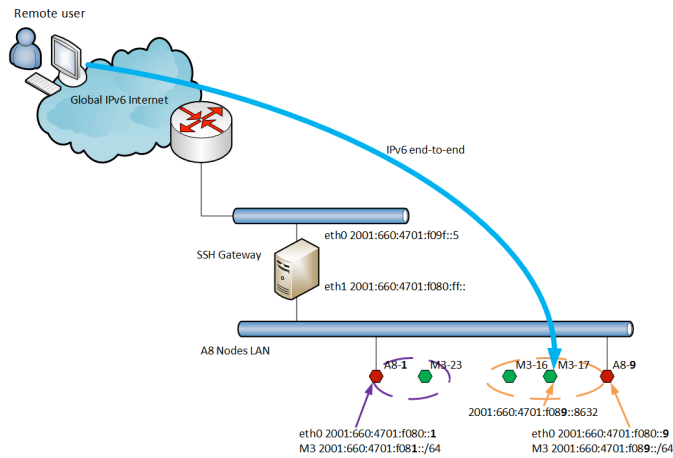 Remote user
Global IPv6 Internet
IPv6 end-to-end
eth0 2001:660:4701:f09f::5
SSH Gateway
eth1 2001:660:4701:f080:ff::
A8 Nodes LAN
A8-1 M3-23 M3-16 M3-17 A8-9
2001:660:4701:f089::8632
eth0 2001:660:4701:f080::1 eth0 2001:660:4701:f080::9
M3 2001:660:4701:f081::/64 M3 2001:660:4701:f089::/64